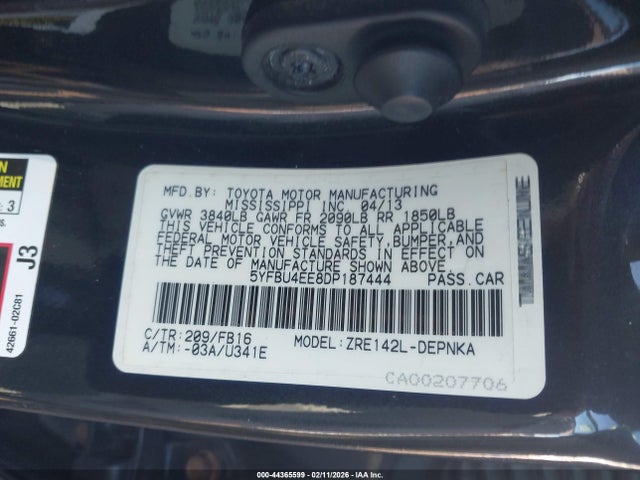 MFD.BY: TOYOTA MOTOR MANUFACTURING
MISSISSIPPI, INC. 04/13
GVWR 3840LB GAWR FR 2090LB RR 1850LB
THIS VEHICLE CONFORMS TO ALL APPLICABLE
FEDERAL MOTOR VEHICLE SAFETY, BUMPER, AND
THEFT PREVENTION STANDARDS IN EFFECT ON
THE DATE OF MANUFACTURE SHOWN ABOVE.
5YFBU4EE8DP187444 PASS.CAR
C/TR: 209/FB16 MODEL: ZRE142L-DEPNKA
A/TM: -03A/U341E
CA00207706
3
J3
42661-02C81
000-44365599 - 02/11/2026 - IAA Inc.